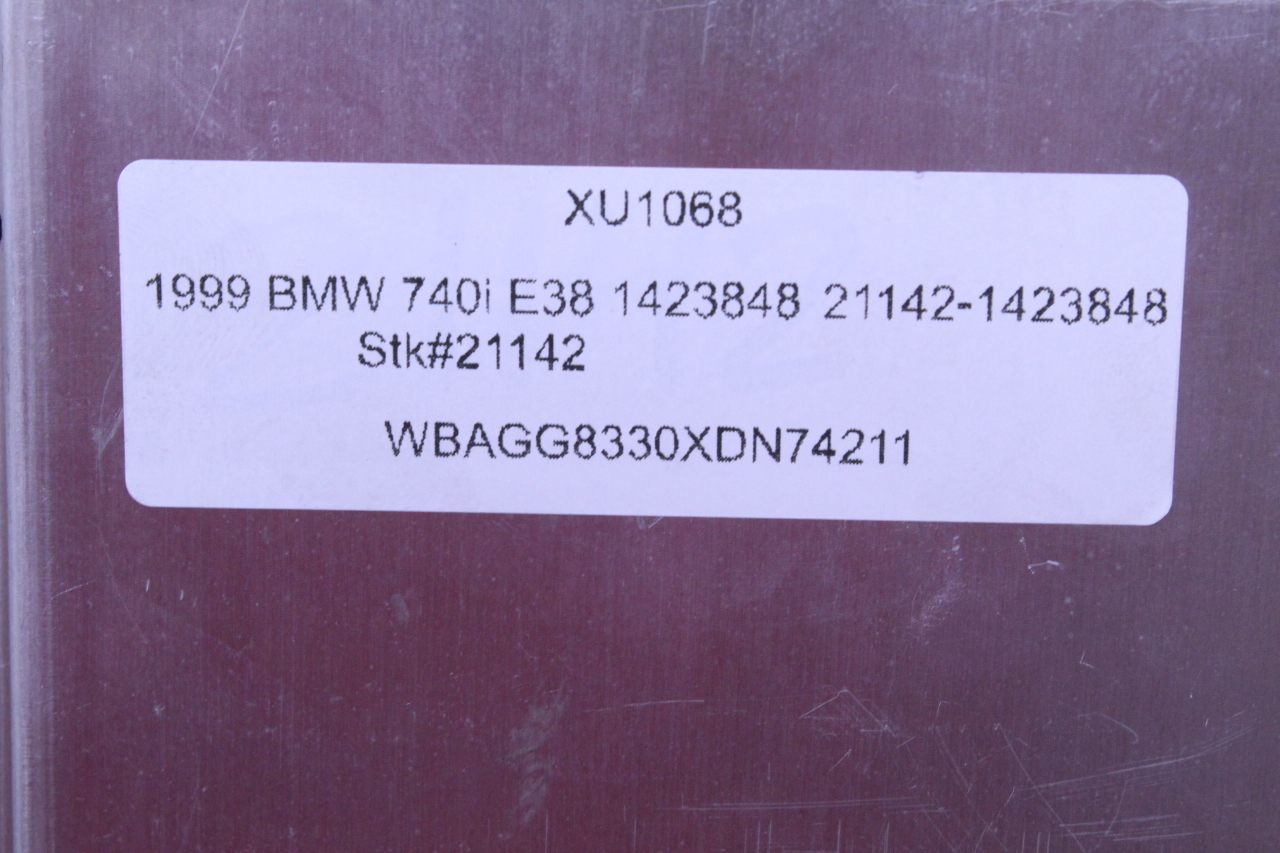 XU1068
1999 BMW 740i E38 1423848 21142-1423848
Stk#21142
WBAGG8330XDN74211